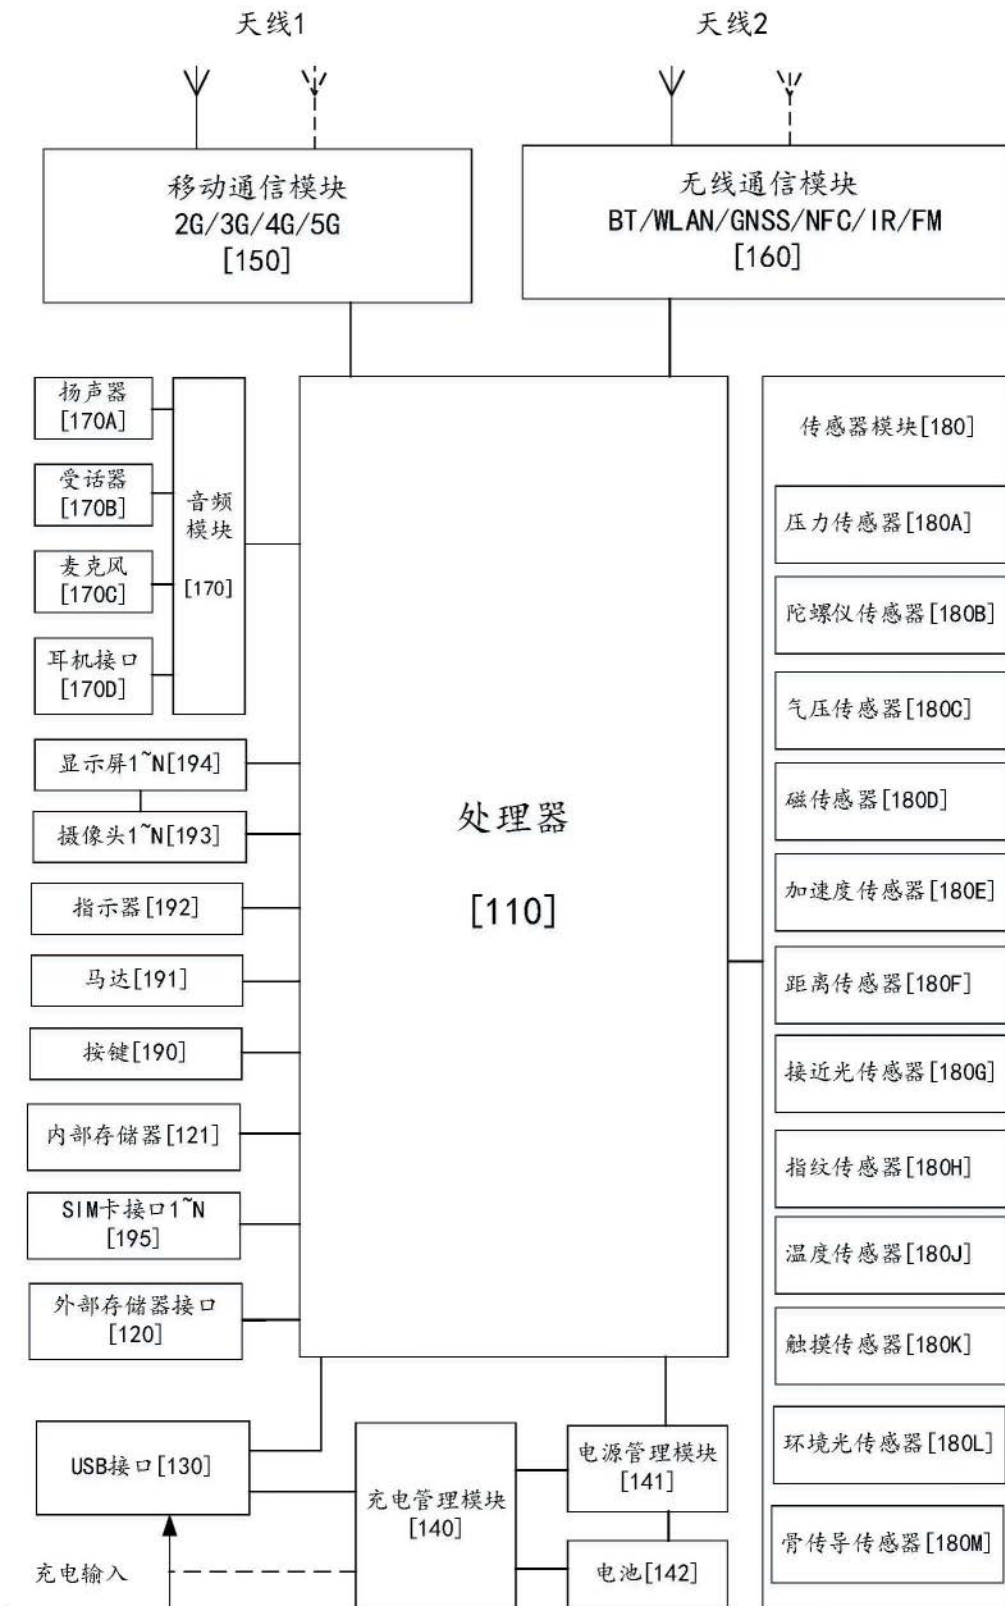 天线1
天线2
移动通信模块
2G/3G/4G/5G
[150]
无线通信模块
BT/WLAN/GNSS/NFC/IR/FM
[160]
扬声器
[170A]
受话器
[170B]
麦克风
[170C]
耳机接口
[170D]
音频
模块
[170]
显示屏1~N[194]
摄像头1~N[193]
指示器[192]
马达[191]
按键[190]
内部存储器[121]
SIM卡接口1~N
[195]
外部存储器接口
[120]
处理器
[110]
传感器模块[180]
压力传感器[180A]
陀螺仪传感器[180B]
气压传感器[180C]
磁传感器[180D]
加速度传感器[180E]
距离传感器[180F]
接近光传感器[180G]
指纹传感器[180H]
温度传感器[180J]
触摸传感器[180K]
环境光传感器[180L]
骨传导传感器[180M]
USB接口[130]
充电输入
充电管理模块
[140]
电源管理模块
[141]
电池[142]